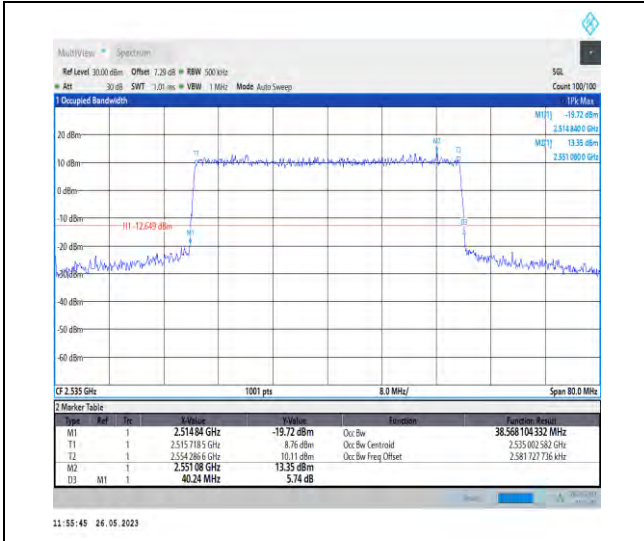 MultiView Spectrum
Ref Level 30.00 dBm Offset 7.29 dB RBW 500 kHz SGL
Att 30 dB SWT 1.01 ms VBW 1 MHz Mode Auto Sweep Count 100/100
1 Occupied Bandwidth 1Pk Max
M1[1] -19.72 dBm
2.514 840 0 GHz
M2[1] 13.35 dBm
2.551 080 0 GHz
20 dBm
M2
T1 T2
10 dBm
0 dBm
-10 dBm
H1 -12.649 dBm
D3
M1
-20 dBm
-30 dBm
-40 dBm
-50 dBm
-60 dBm
CF 2.535 GHz 1001 pts 8.0 MHz/ Span 80.0 MHz
2 Marker Table
Type Ref Trc X-Value Y-Value Function Function Result
M1 1 2.514 84 GHz -19.72 dBm Occ Bw 38.568 104 332 MHz
T1 1 2.515 718 5 GHz 8.76 dBm Occ Bw Centroid 2.535 002 582 GHz
T2 1 2.554 286 6 GHz 10.11 dBm Occ Bw Freq Offset 2.581 727 736 kHz
M2 1 2.551 08 GHz 13.35 dBm
D3 M1 1 40.24 MHz 5.74 dB
11:55:45 26.05.2023